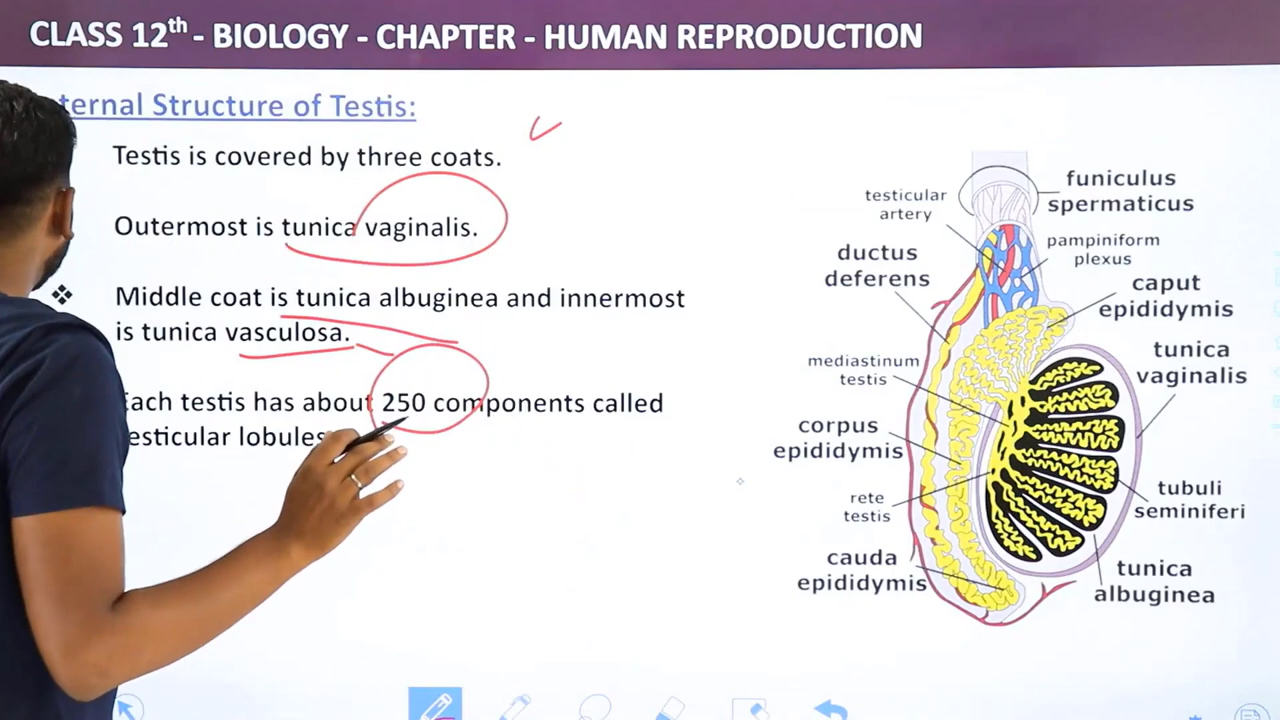 CLASS 12th - BIOLOGY - CHAPTER - HUMAN REPRODUCTION
ternal Structure of Testis:
Testis is covered by three coats.
Outermost is tunica vaginalis.
Middle coat is tunica albuginea and innermost
is tunica vasculosa.
Each testis has about 250 components called
esticular lobules
testicular
artery
funiculus
spermaticus
ductus
deferens
pampiniform
plexus
caput
epididymis
mediastinum
testis
tunica
vaginalis
corpus
epididymis
rete
testis
tubuli
seminiferi
cauda
epididymis
tunica
albuginea